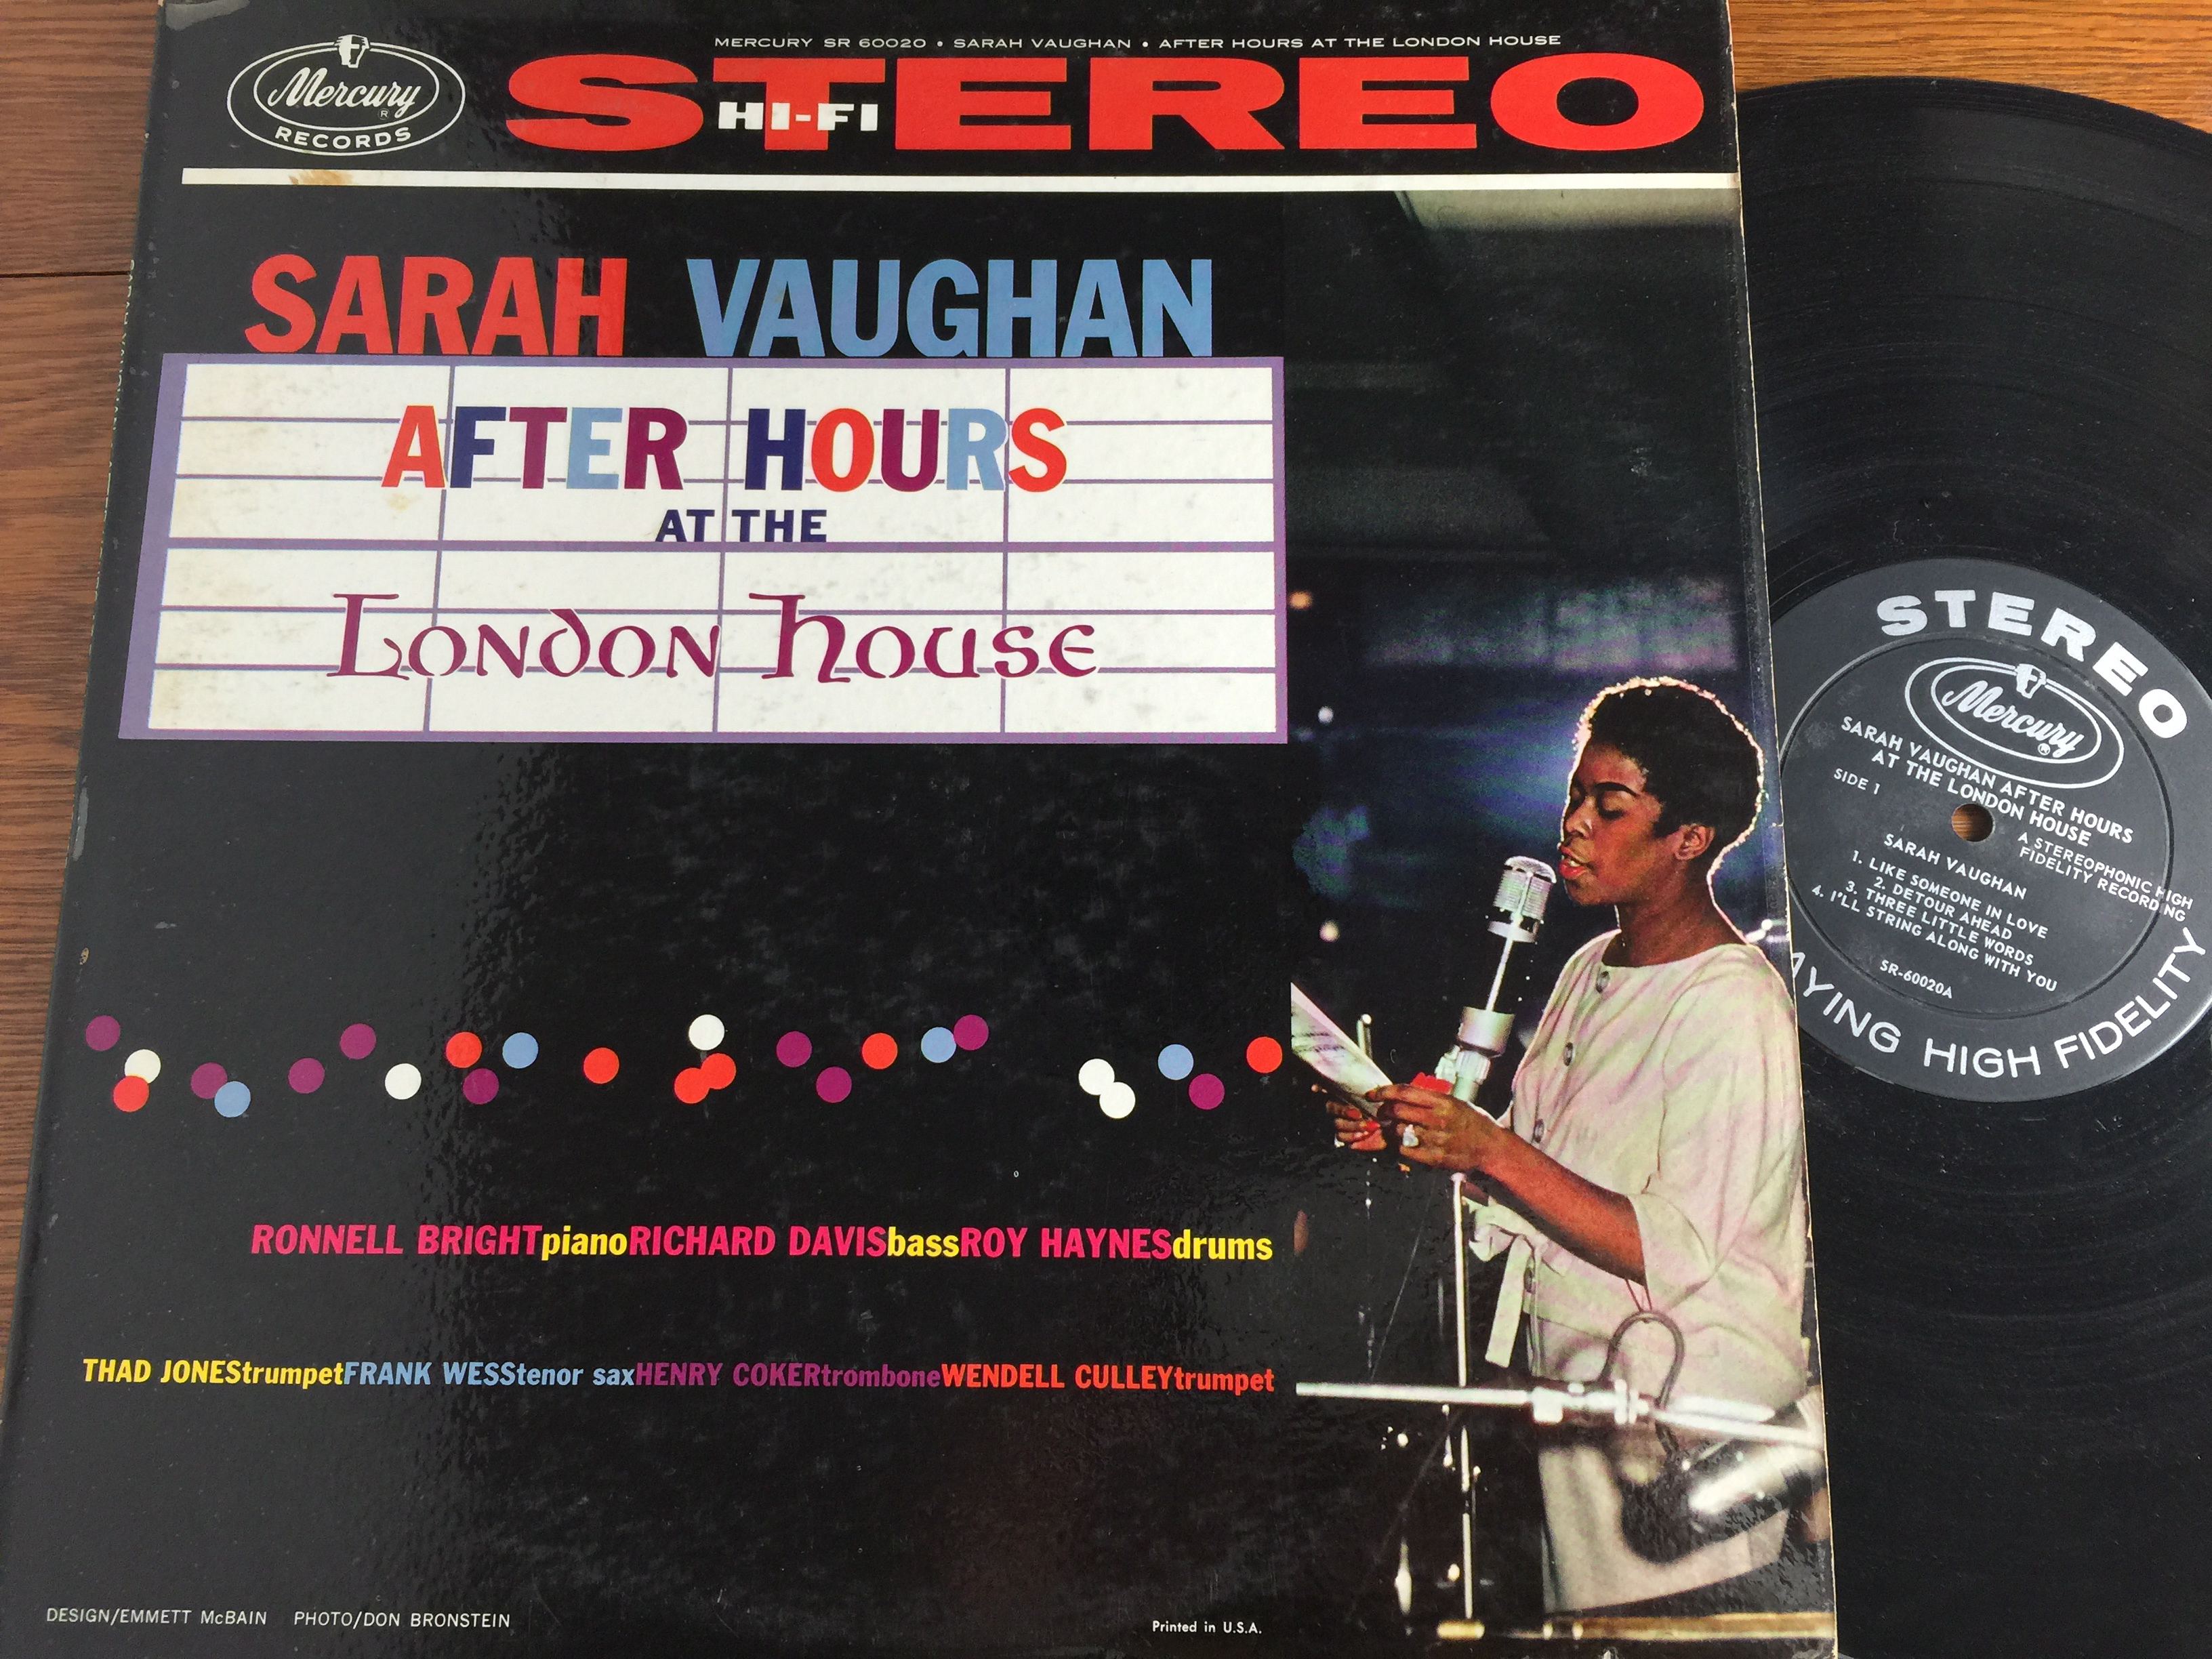 MERCURY SR 60020 • SARAH VAUGHAN • AFTER HOURS AT THE LONDON HOUSE
Mercury
RECORDS
STEREO
HI-FI
SARAH VAUGHAN
AFTER HOURS
AT THE
LONDON HOUSE
RONNELL BRIGHTpianoRICHARD DAVISbassROY HAYNESdrums
THAD JONEStrumpetFRANK WESStenor saxHENRY COKERtromboneWENDELL CULLEYtrumpet
DESIGN/EMMETT McBAIN PHOTO/DON BRONSTEIN
Printed in U.S.A.
STEREO
Mercury
SARAH VAUGHAN AFTER HOURS
AT THE LONDON HOUSE
SIDE 1
A STEREOPHONIC HIGH
FIDELITY RECORDING
SARAH VAUGHAN
1. LIKE SOMEONE IN LOVE
2. DETOUR AHEAD
3. THREE LITTLE WORDS
4. I'LL STRING ALONG WITH YOU
SR-60020A
HIGH FIDELITY